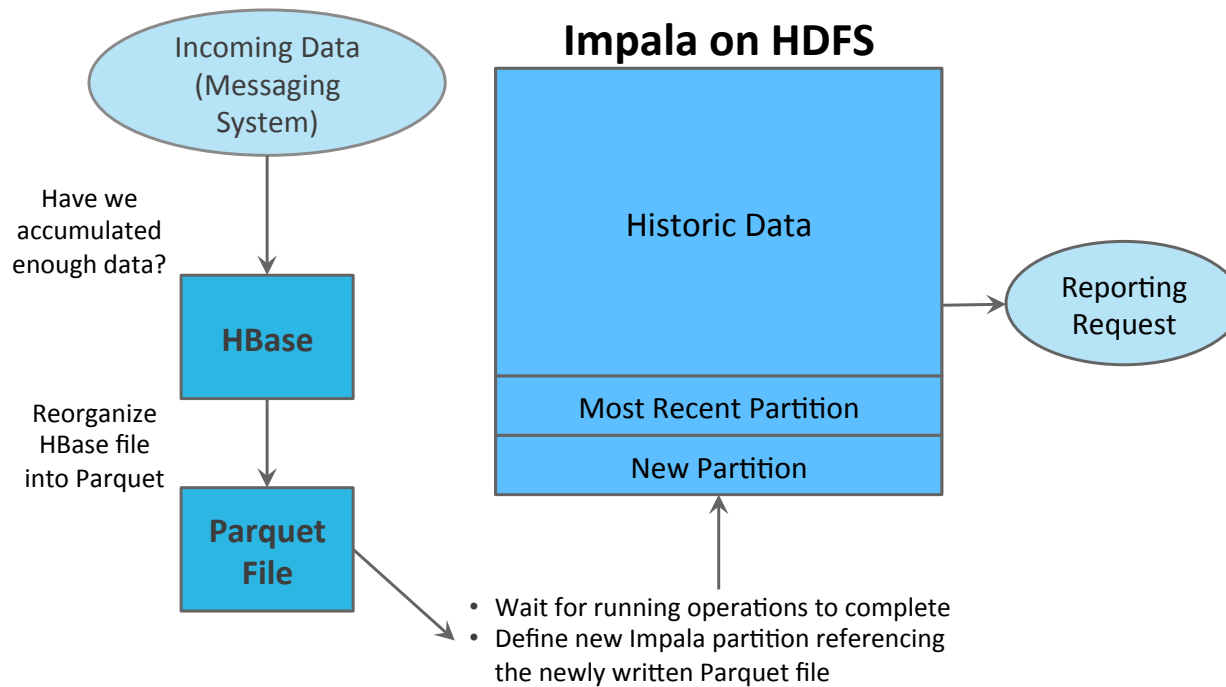 Impala on HDFS
Incoming Data
(Messaging
System)
Have we
accumulated
enough data?
HBase
Reorganize
HBase file
into Parquet
Parquet
File
Historic Data
Most Recent Partition
New Partition
Reporting
Request
• Wait for running operations to complete
• Define new Impala partition referencing
the newly written Parquet file